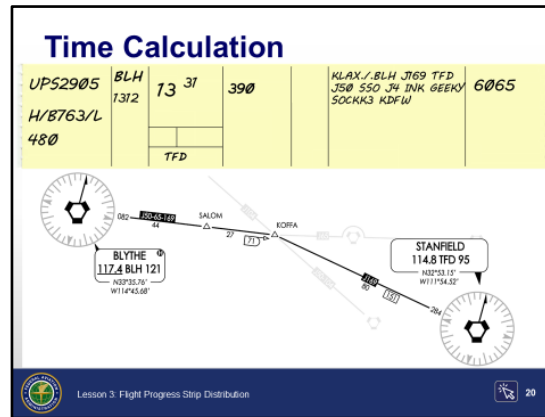 Time Calculation
UPS2905
H/B763/L
480
BLH
1312
13 31
TFD
390
KLAX./.BLH J169 TFD
J50 SSO J4 INK GEEKY
SOCKK3 KDFW
6065
082
J50-65-169
44
SALOM
27
71
KOFFA
J169
80
151
284
BLYTHE
117.4 BLH 121
N33°35.76'
W114°45.68'
STANFIELD
114.8 TFD 95
N32°53.15'
W111°54.52'
Lesson 3: Flight Progress Strip Distribution
20